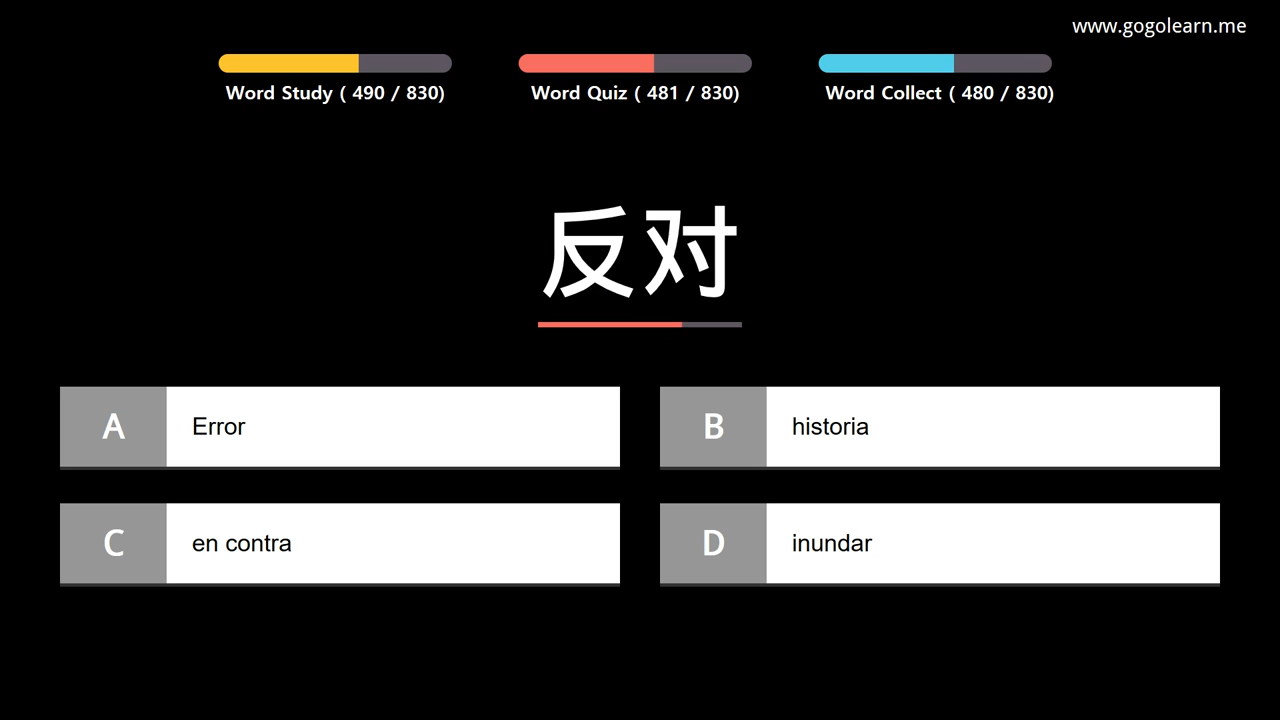 www.gogolearn.me
Word Study ( 490 / 830)
Word Quiz ( 481 / 830)
Word Collect ( 480 / 830)
反对
A
Error
B
historia
C
en contra
D
inundar